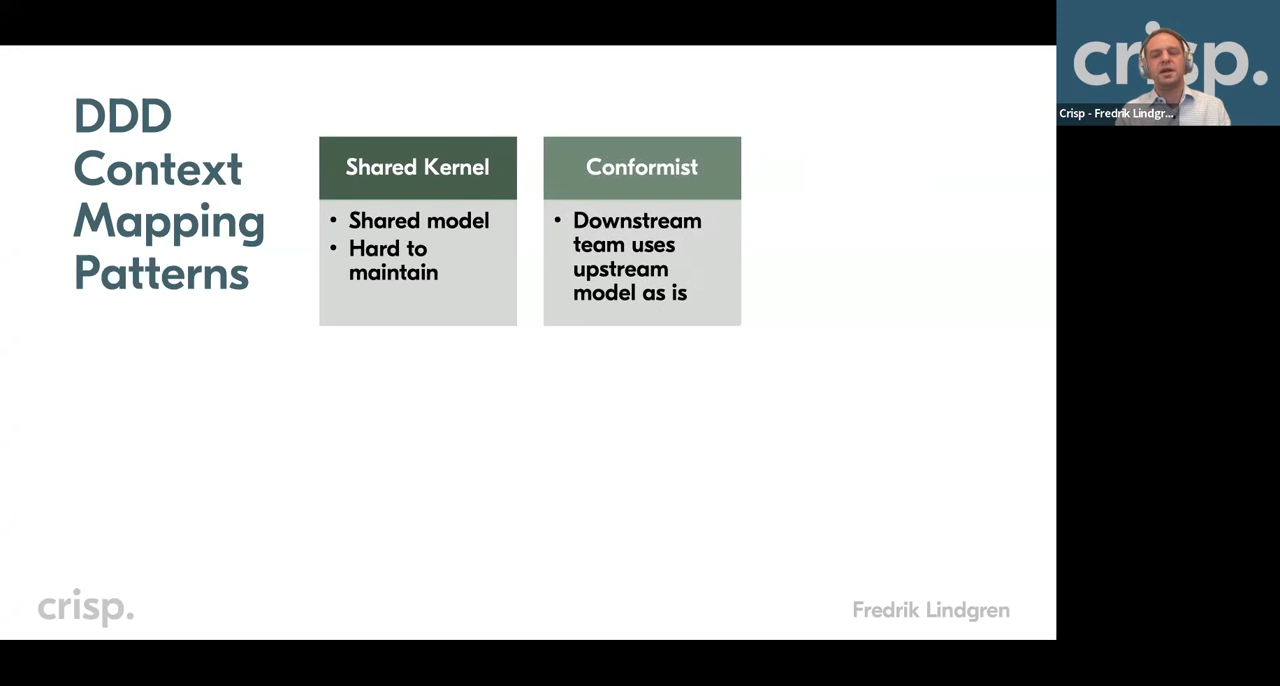 DDD
Context
Mapping
Patterns
Shared Kernel
• Shared model
• Hard to
maintain
Conformist
• Downstream
team uses
upstream
model as is
crisp.
Fredrik Lindgren
crisp.
Crisp - Fredrik Lindgr...